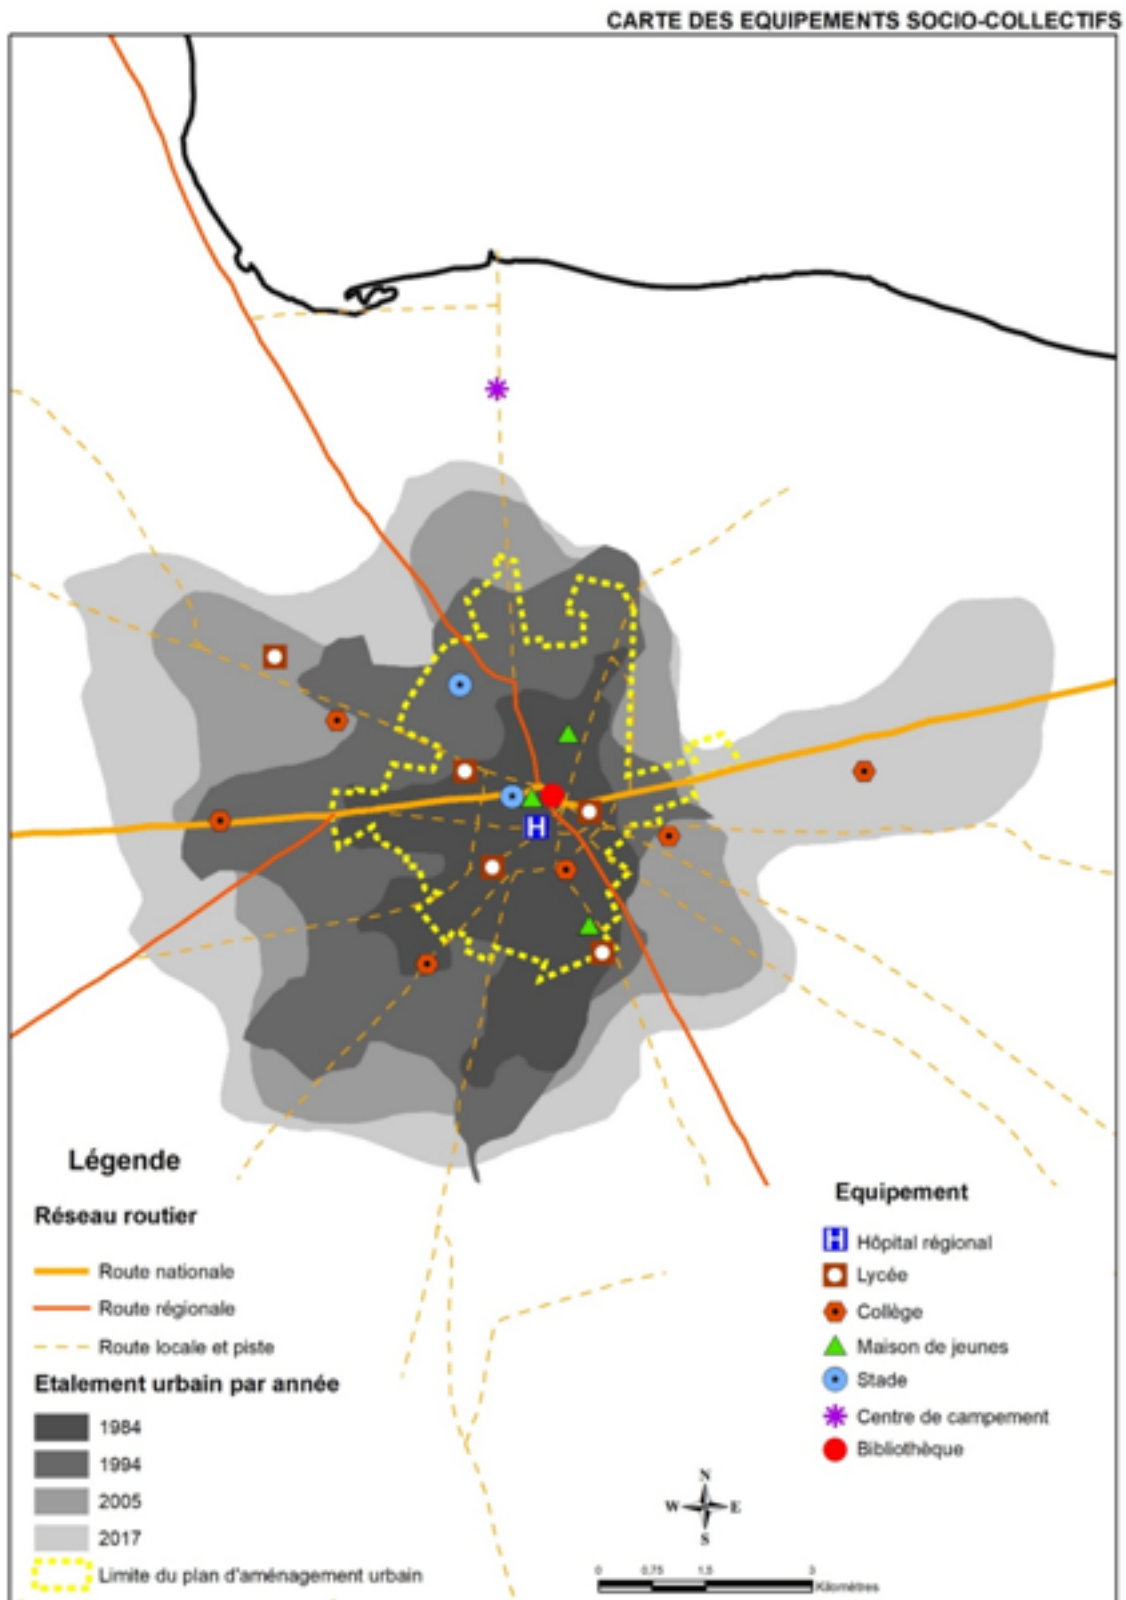 CARTE DES EQUIPEMENTS SOCIO-COLLECTIFS
H
Légende
Réseau routier
Route nationale
Route régionale
Route locale et piste
Etalement urbain par année
1984
1994
2005
2017
Limite du plan d'aménagement urbain
Equipement
H Hôpital régional
Lycée
Collège
Maison de jeunes
Stade
Centre de campement
Bibliothèque
N
W E
S
0 0,75 1,5 3
Kilomètres